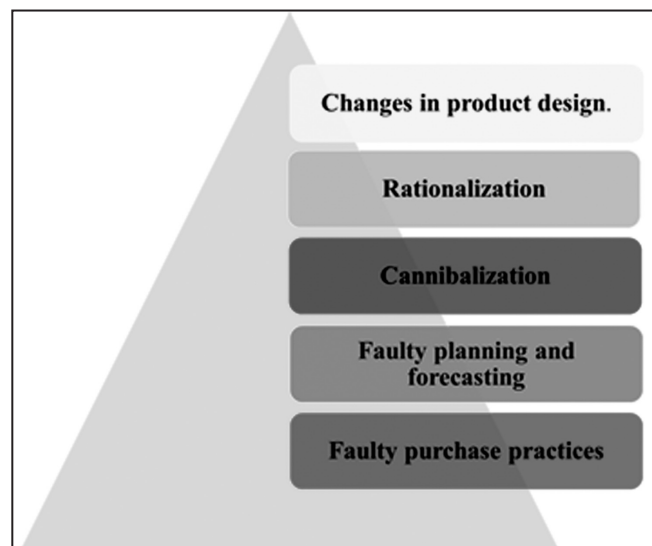 Changes in product design.
Rationalization
Cannibalization
Faulty planning and
forecasting
Faulty purchase practices